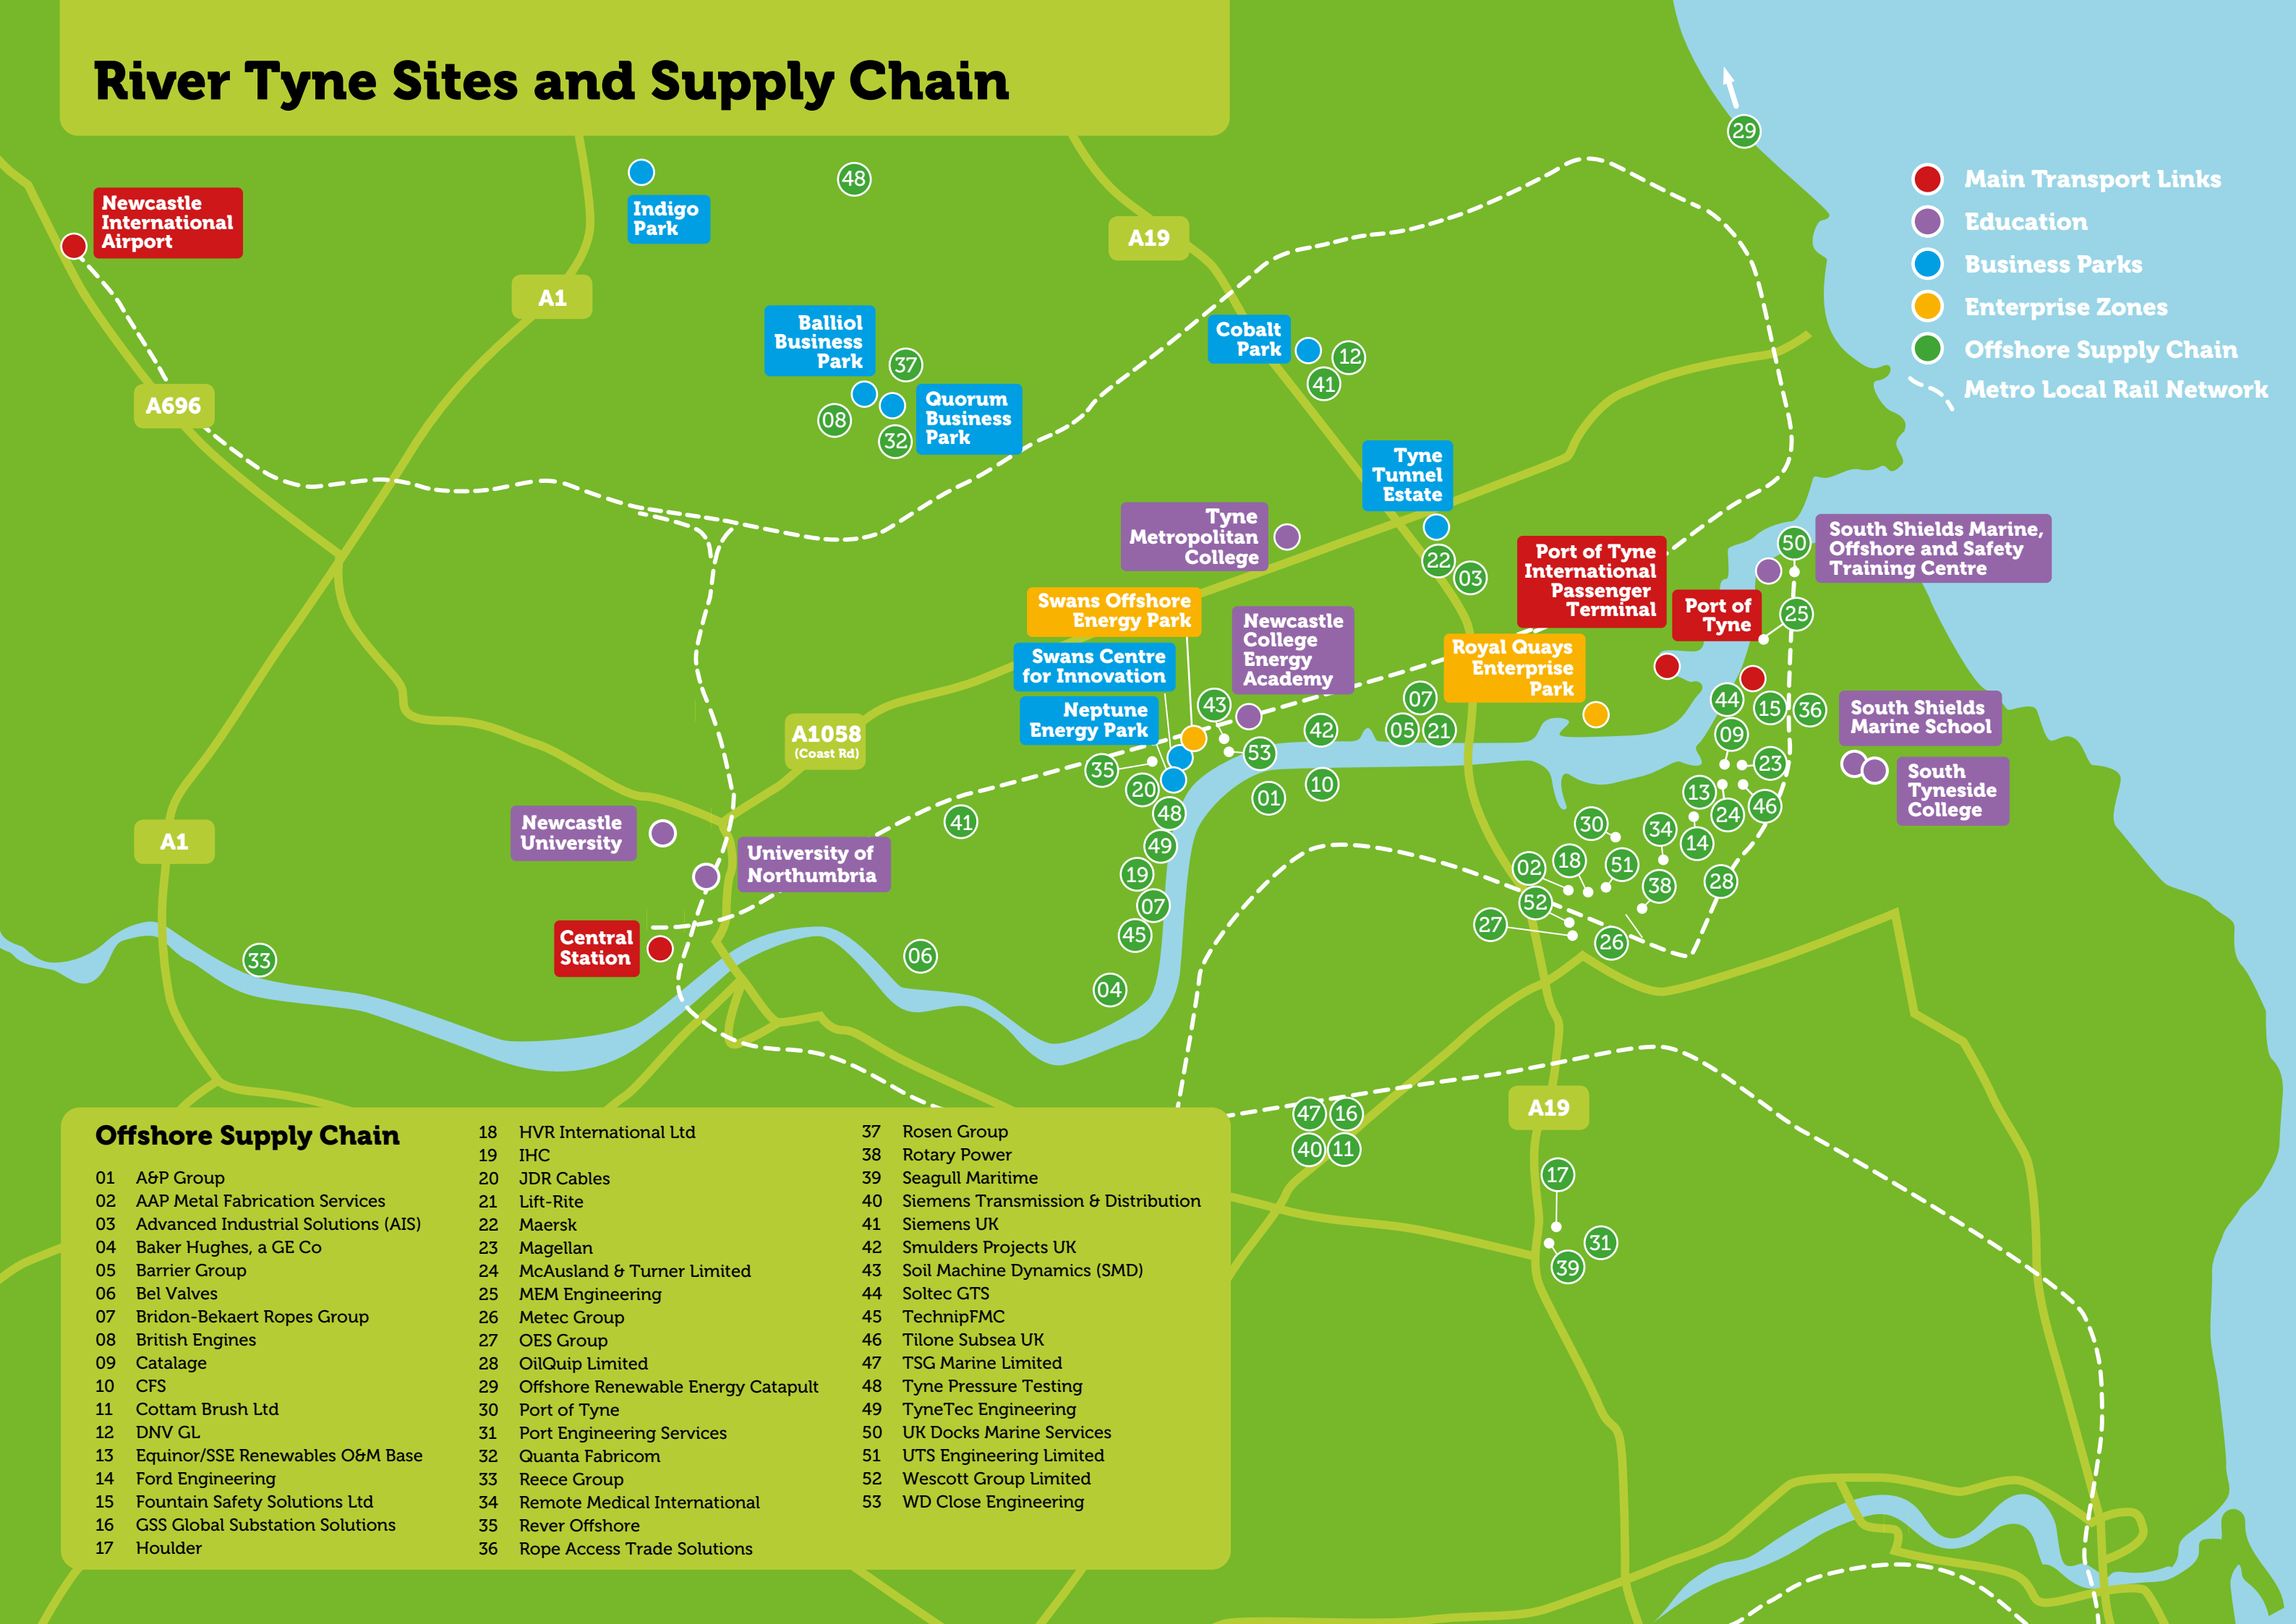 River Tyne Sites and Supply Chain
29
Main Transport Links
Education
Business Parks
Enterprise Zones
Offshore Supply Chain
Metro Local Rail Network
Newcastle
International
Airport
Indigo
Park
48
A19
A1
Balliol
Business
Park
37
Quorum
Business
Park
08
32
Cobalt
Park
12
41
A696
Tyne
Tunnel
Estate
22
03
Tyne
Metropolitan
College
Port of Tyne
International
Passenger
Terminal
Port of
Tyne
50
South Shields Marine,
Offshore and Safety
Training Centre
25
Swans Offshore
Energy Park
Swans Centre
for Innovation
Neptune
Energy Park
Newcastle
College
Energy
Academy
43
53
42
07
05
21
Royal Quays
Enterprise
Park
44
15
36
09
23
South Shields
Marine School
South
Tyneside
College
A1058
(Coast Rd)
35
20
48
01
10
13
24
46
14
30
34
18
51
02
38
28
52
27
26
41
49
19
07
45
04
06
A1
Newcastle
University
University of
Northumbria
Central
Station
33
47
16
40
11
A19
17
31
39
Offshore Supply Chain
01 A&P Group
02 AAP Metal Fabrication Services
03 Advanced Industrial Solutions (AIS)
04 Baker Hughes, a GE Co
05 Barrier Group
06 Bel Valves
07 Bridon-Bekaert Ropes Group
08 British Engines
09 Catalage
10 CFS
11 Cottam Brush Ltd
12 DNV GL
13 Equinor/SSE Renewables O&M Base
14 Ford Engineering
15 Fountain Safety Solutions Ltd
16 GSS Global Substation Solutions
17 Houlder
18 HVR International Ltd
19 IHC
20 JDR Cables
21 Lift-Rite
22 Maersk
23 Magellan
24 McAusland & Turner Limited
25 MEM Engineering
26 Metec Group
27 OES Group
28 OilQuip Limited
29 Offshore Renewable Energy Catapult
30 Port of Tyne
31 Port Engineering Services
32 Quanta Fabricom
33 Reece Group
34 Remote Medical International
35 Rever Offshore
36 Rope Access Trade Solutions
37 Rosen Group
38 Rotary Power
39 Seagull Maritime
40 Siemens Transmission & Distribution
41 Siemens UK
42 Smulders Projects UK
43 Soil Machine Dynamics (SMD)
44 Soltec GTS
45 TechnipFMC
46 Tilone Subsea UK
47 TSG Marine Limited
48 Tyne Pressure Testing
49 TyneTec Engineering
50 UK Docks Marine Services
51 UTS Engineering Limited
52 Wescott Group Limited
53 WD Close Engineering